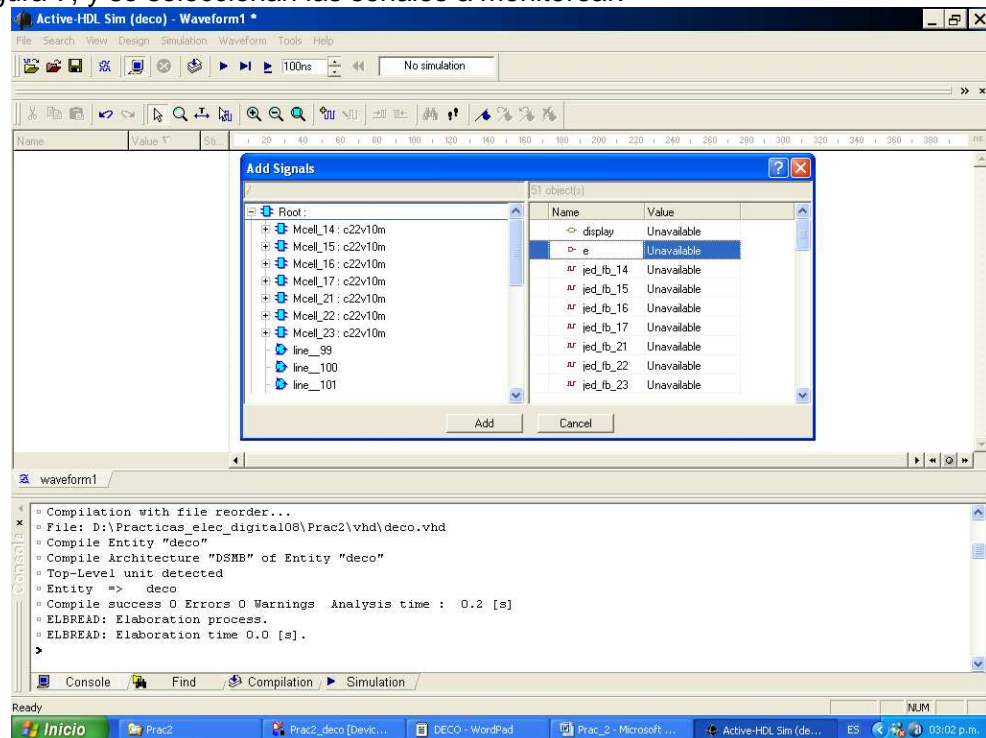 Active-HDL Sim (deco) - Waveform1 *
File Search View Design Simulation Waveform Tools Help
100ns No simulation
Name Value Sti... 20 40 60 80 100 120 140 160 180 200 220 240 260 280 300 320 340 360 380 ns
Add Signals
/ 51 object(s)
Root :
Mcell_14 : c22v10m
Mcell_15 : c22v10m
Mcell_16 : c22v10m
Mcell_17 : c22v10m
Mcell_21 : c22v10m
Mcell_22 : c22v10m
Mcell_23 : c22v10m
line__99
line__100
line__101
Name Value
display Unavailable
e Unavailable
jed_fb_14 Unavailable
jed_fb_15 Unavailable
jed_fb_16 Unavailable
jed_fb_17 Unavailable
jed_fb_21 Unavailable
jed_fb_22 Unavailable
jed_fb_23 Unavailable
Add Cancel
waveform1
Console
Compilation with file reorder...
File: D:\Practicas_elec_digital08\Prac2\vhd\deco.vhd
Compile Entity "deco"
Compile Architecture "DSMB" of Entity "deco"
Top-Level unit detected
Entity => deco
Compile success 0 Errors 0 Warnings Analysis time : 0.2 [s]
ELBREAD: Elaboration process.
ELBREAD: Elaboration time 0.0 [s].
>
Console Find Compilation Simulation
Ready NUM
Inicio Prac2 Prac2_deco [Devic... DECO - WordPad Prac_2 - Microsoft ... Active-HDL Sim (de... ES 03:02 p.m.